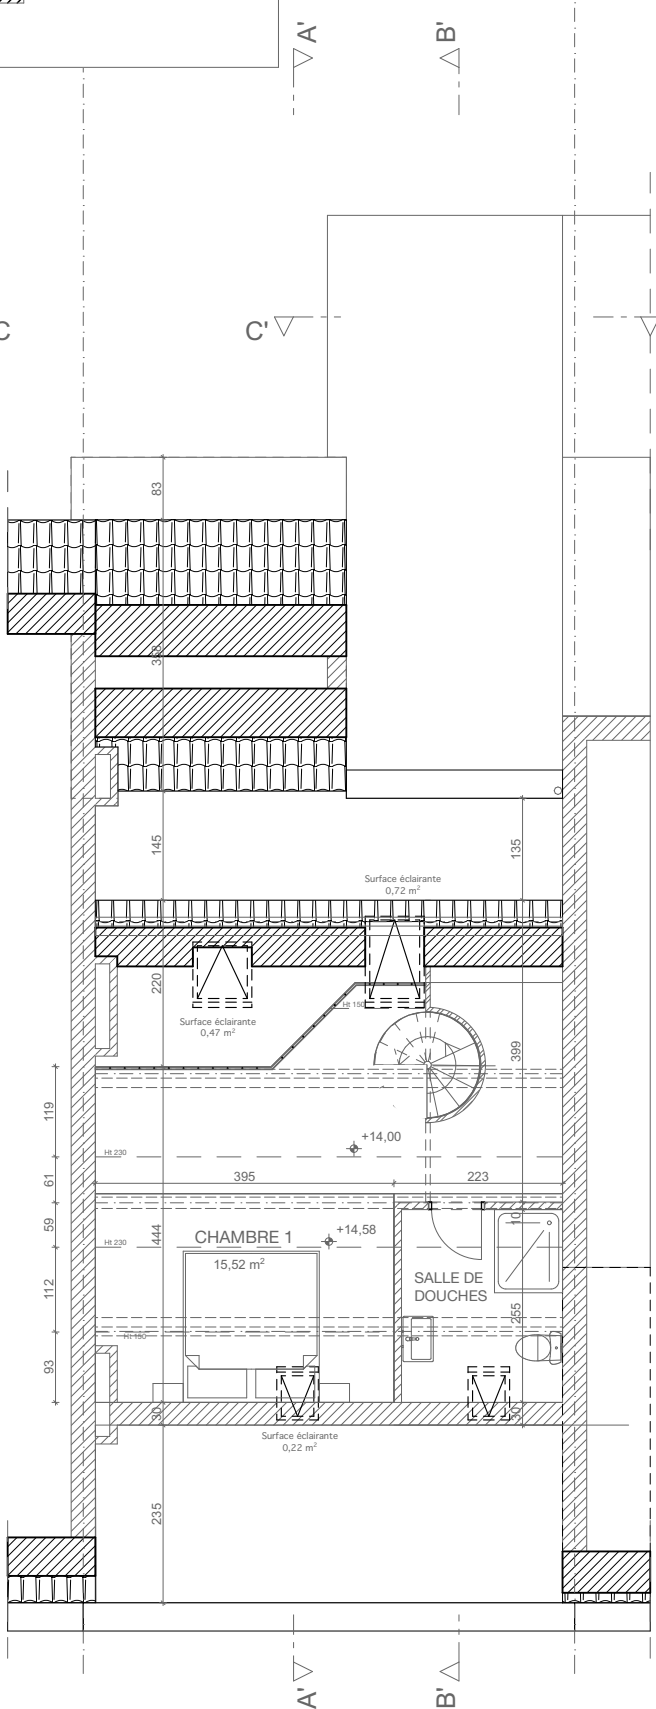 A'
B'
C
C'
83
368
145
135
Surface éclairante
0,72 m²
220
Surface éclairante
0,47 m²
Ht 150
399
119
+14,00
Ht 230
61
395
223
59
444
CHAMBRE 1
+14,58
10
Ht 230
15,52 m²
112
SALLE DE
DOUCHES
255
Ht 150
93
30
30
Surface éclairante
0,22 m²
235
A'
B'